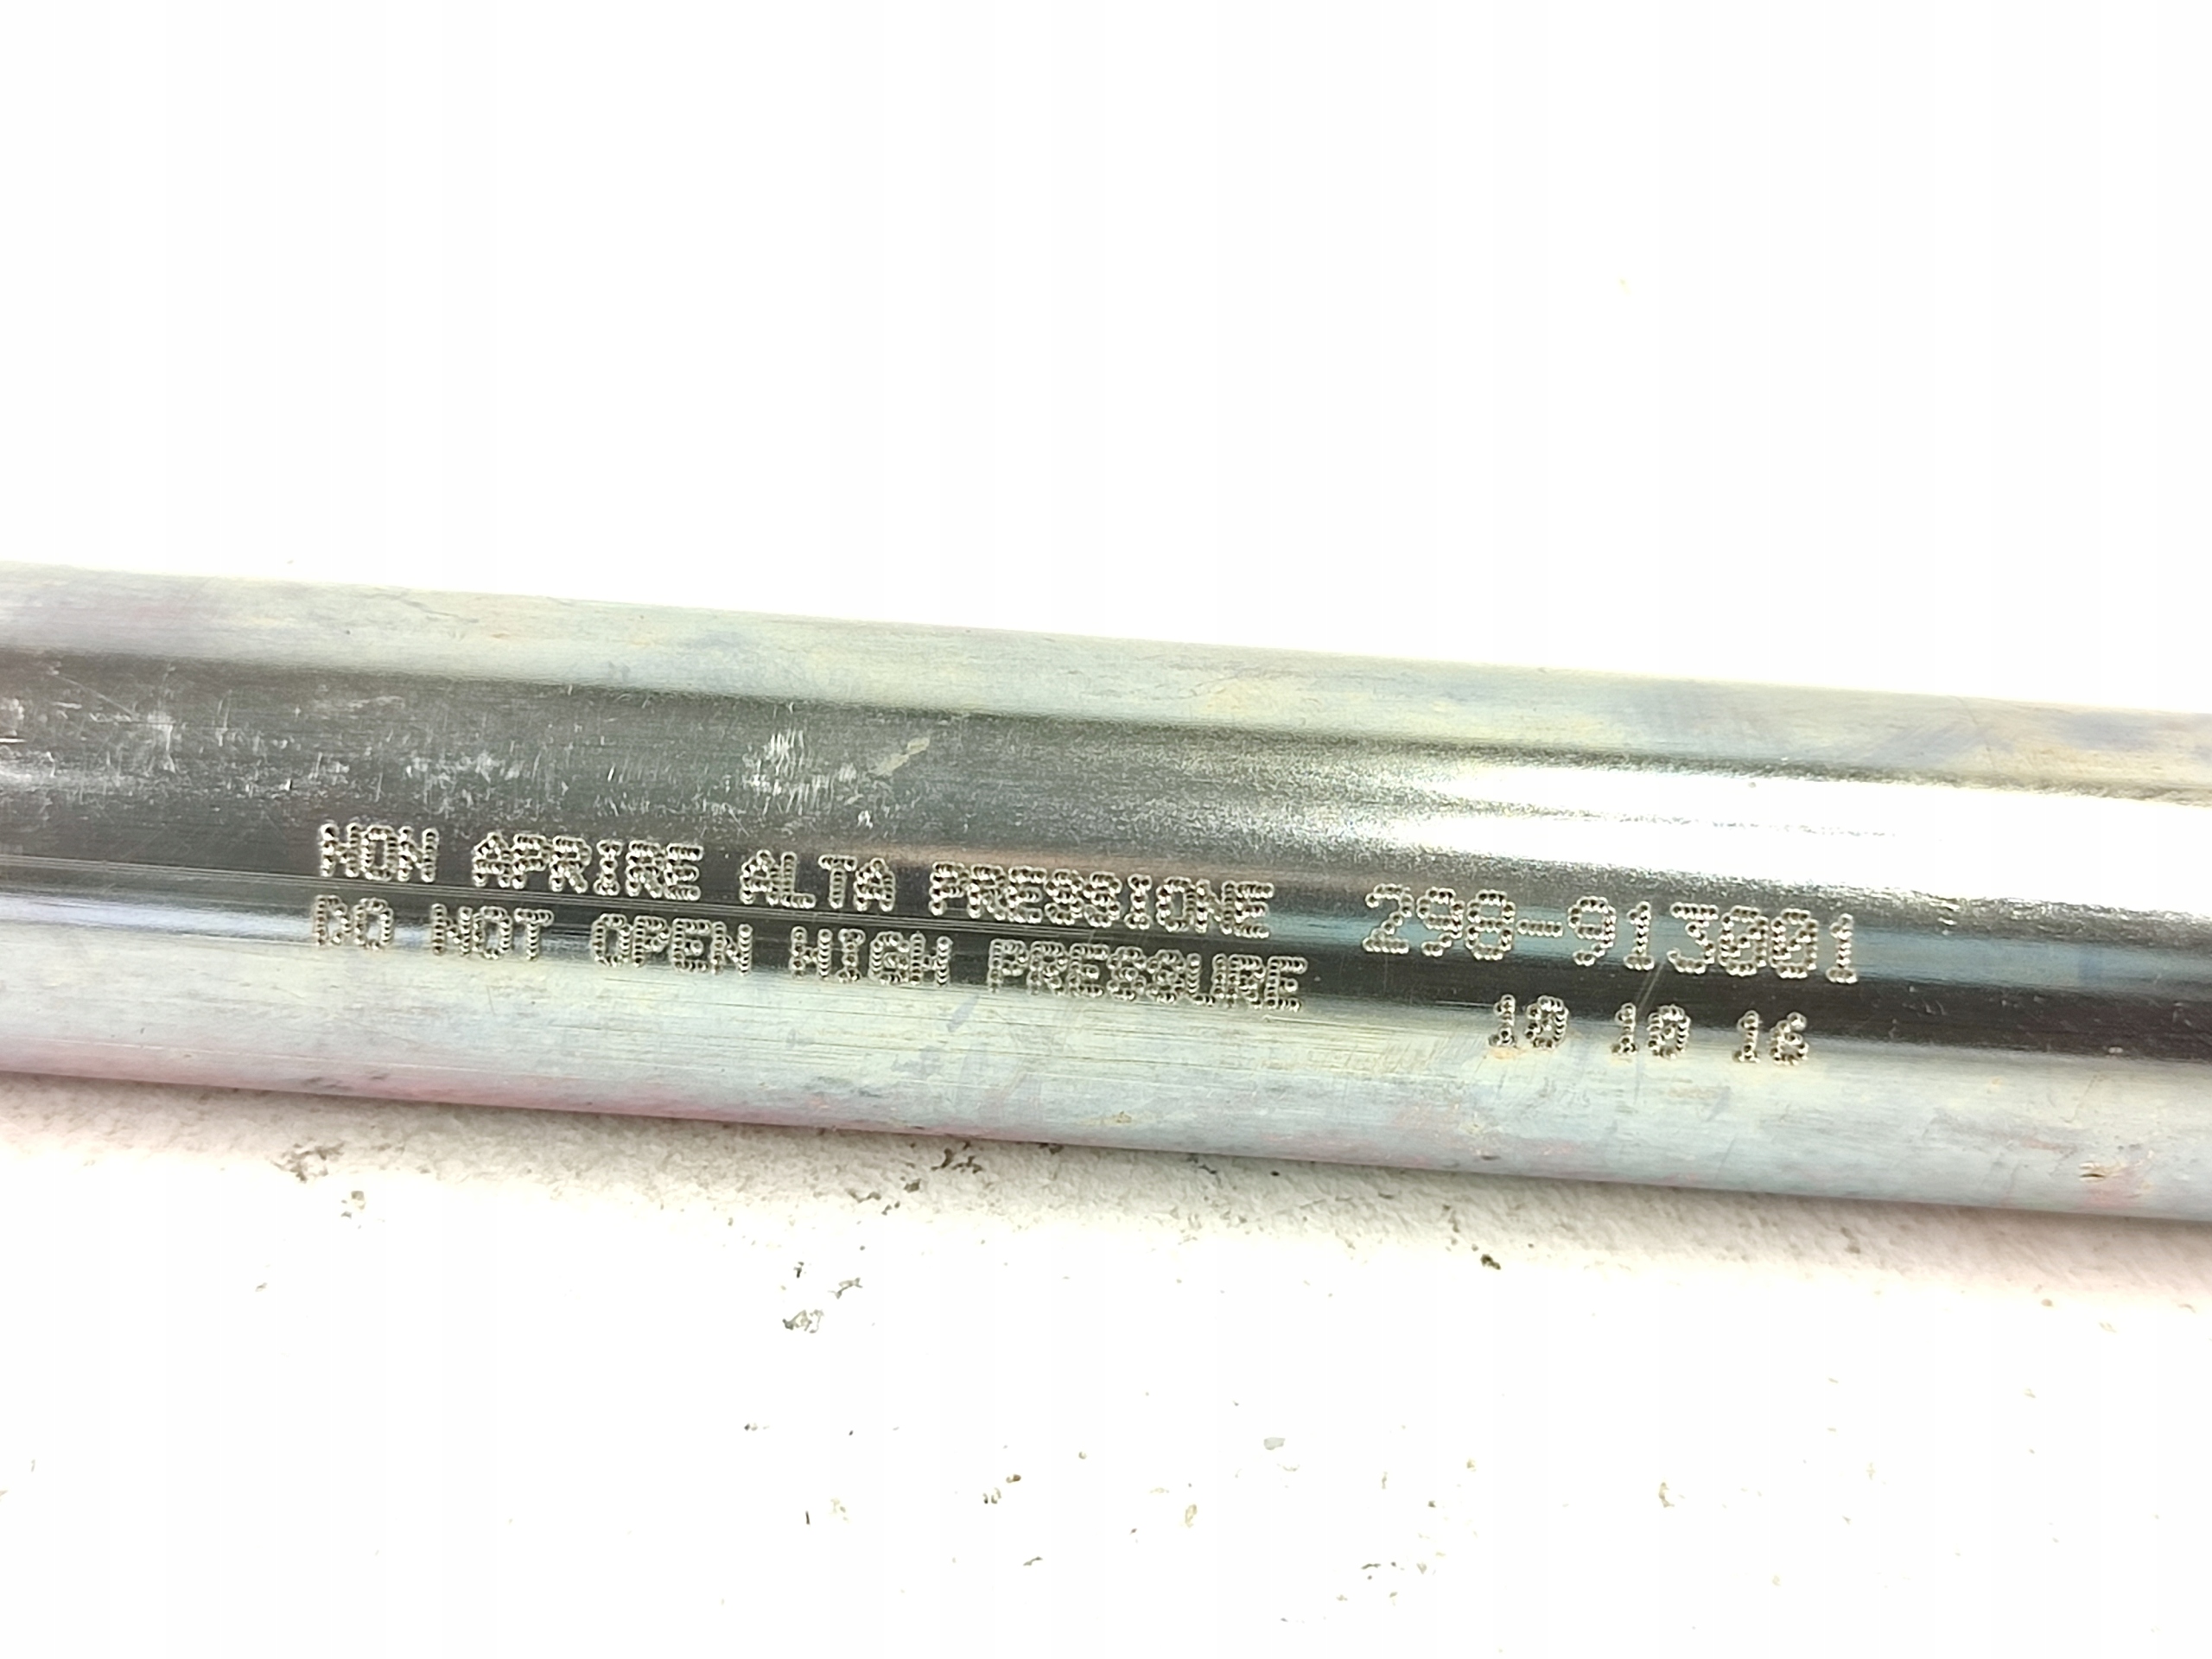 NON APRIRE ALTA PRESSIONE 298-913001
DO NOT OPEN HIGH PRESSURE 10 10 16